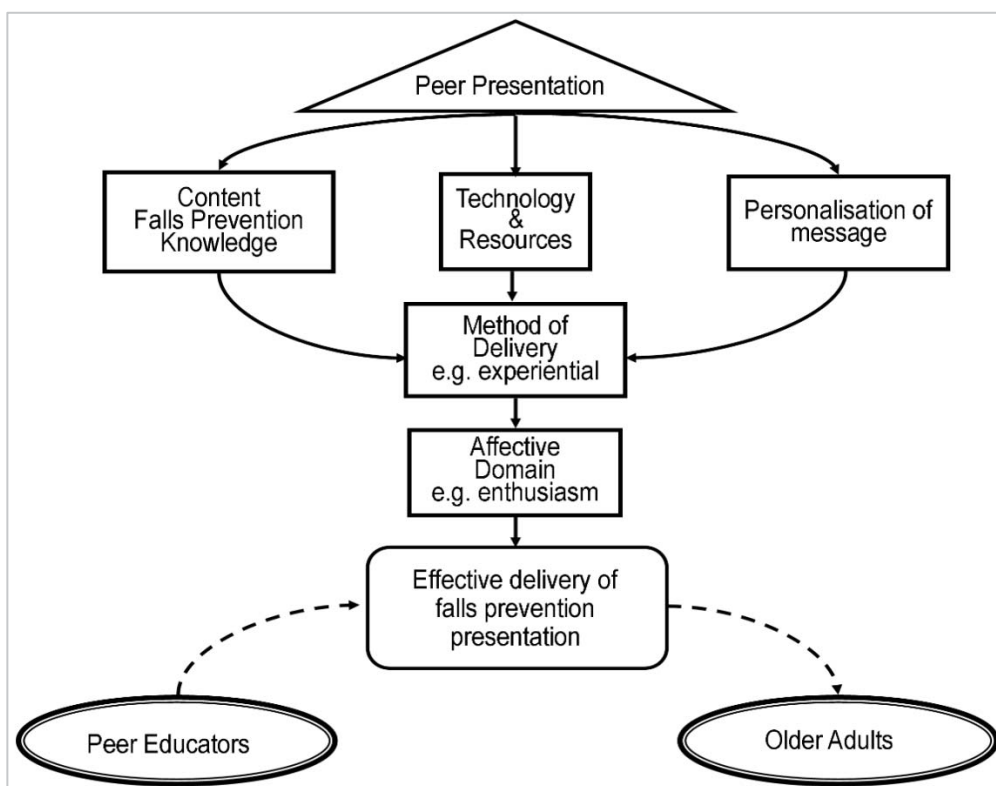 Peer Presentation
Content
Falls Prevention
Knowledge
Technology
&
Resources
Personalisation of
message
Method of
Delivery
e.g. experiential
Affective
Domain
e.g. enthusiasm
Effective delivery of
falls prevention
presentation
Peer Educators
Older Adults